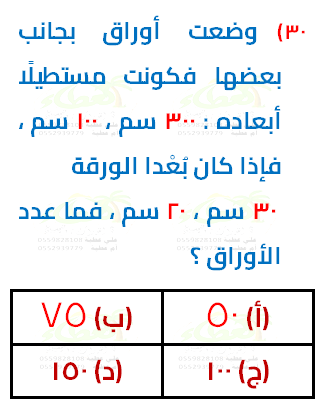 ٣٠) وضعت أوراق بجانب
بعضها فكونت مستطيلًا
أبعاده : ٣٠٠ سم ، ١٠٠ سم ،
فإذا كان بُعْدا الورقة
٣٠ سم ، ٢٠ سم ، فما عدد
الأوراق ؟
(أ) ٥٠
(ب) ٧٥
(ج) ١٠٠
(د) ١٥٠